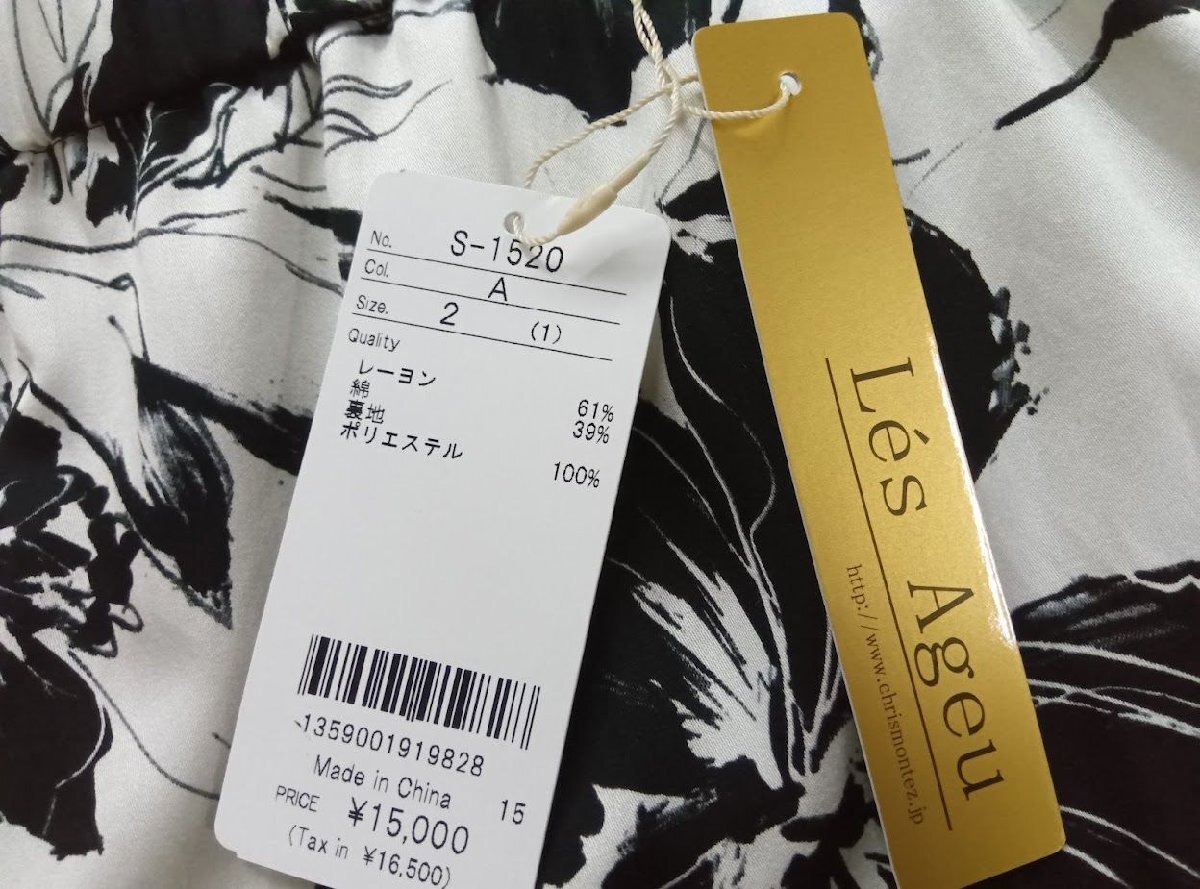 No. S-1520
Col. A
Size. 2 (1)
Quality
レーヨン 61%
綿 39%
裏地
ポリエステル 100%
1359001919828
Made in China 15
PRICE ¥15,000
(Tax in ¥16,500)
Lés Ageu
http://www.chrismontez.jp